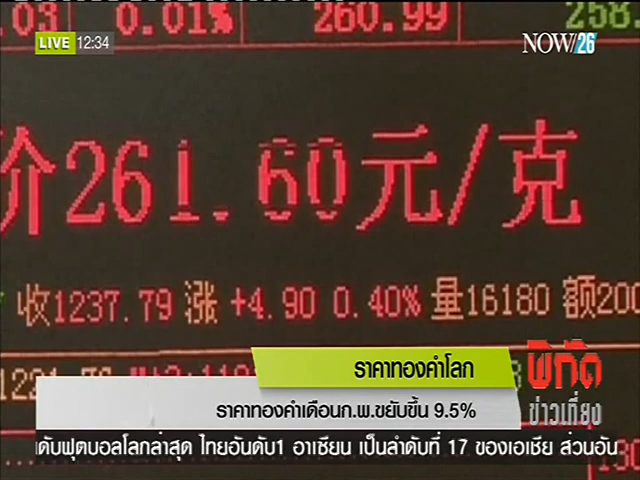 .03 0.01% 260.99 258.
LIVE 12:34
NOW 26
价261.60元/克
收1237.79 涨 +4.90 0.40% 量16180 额200
ราคาทองคำโลก
ราคาทองคำเดือนก.พ.ขยับขึ้น 9.5%
พิกัด
ข่าวเที่ยง
ดับฟุตบอลโลกล่าสุด ไทยอันดับ1 อาเซียน เป็นลำดับที่ 17 ของเอเชีย ส่วนอัน